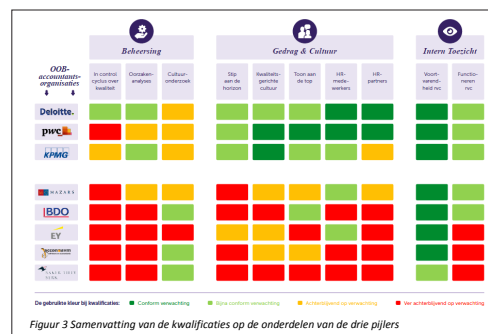 Beheersing
Gedrag & Cultuur
Intern Toezicht
OOB-
accountants-
organisaties
In control
cyclus over
kwaliteit
Oorzaken-
analyses
Cultuur-
onderzoek
Stip
aan de
horizon
Kwaliteits-
gerichte
cultuur
Toon aan
de top
HR-
mede-
werkers
HR-
partners
Voort-
varend-
heid rvc
Functio-
neren
rvc
Deloitte.
pwc
KPMG
MAZARS
BDO
EY
accon avm
De gebruikte kleur bij kwalificaties:
Conform verwachting
Bijna conform verwachting
Achterblijvend op verwachting
Ver achterblijvend op verwachting
Figuur 3 Samenvatting van de kwalificaties op de onderdelen van de drie pijlers